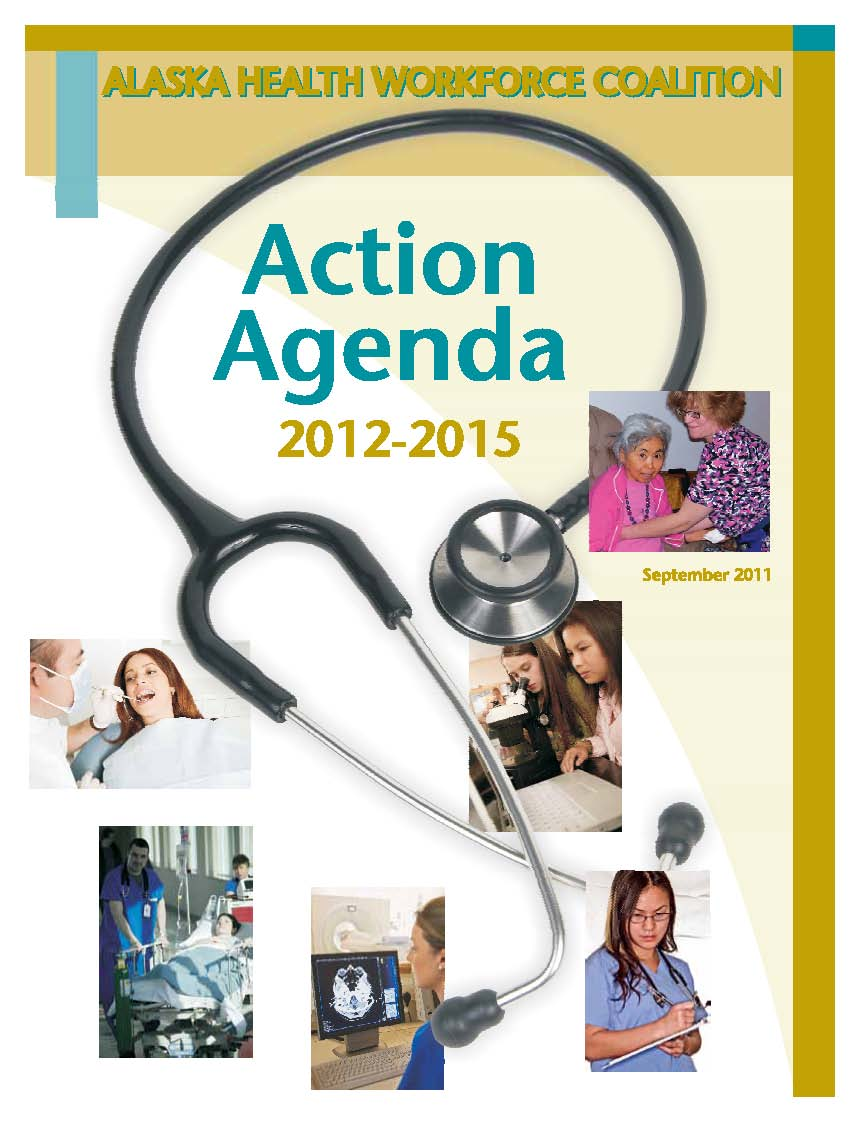 ALASKA HEALTH WORKFORCE COALITION
Action
Agenda
2012-2015
September 2011